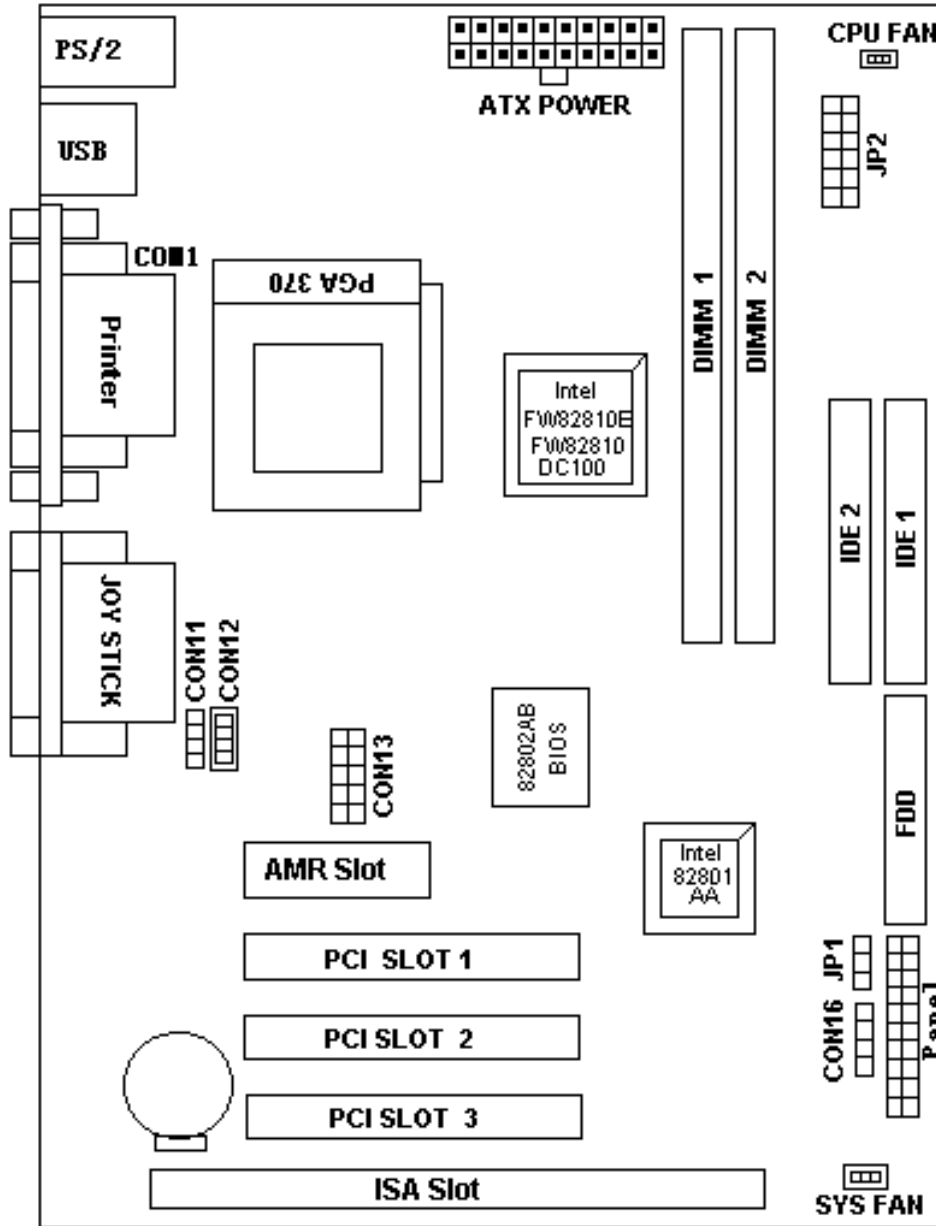 PS/2
CPU FAN
ATX POWER
USB
JP2
COM1
PGA 370
Printer
DIMM 1
DIMM 2
Intel
FW82810E
FW82810
DC100
IDE 2
IDE 1
JOY STICK
CON11
CON12
82802AB
BIOS
CON13
FDD
AMR Slot
Intel
82801
AA
PCI SLOT 1
JP1
Panel
PCI SLOT 2
CON16
PCI SLOT 3
ISA Slot
SYS FAN